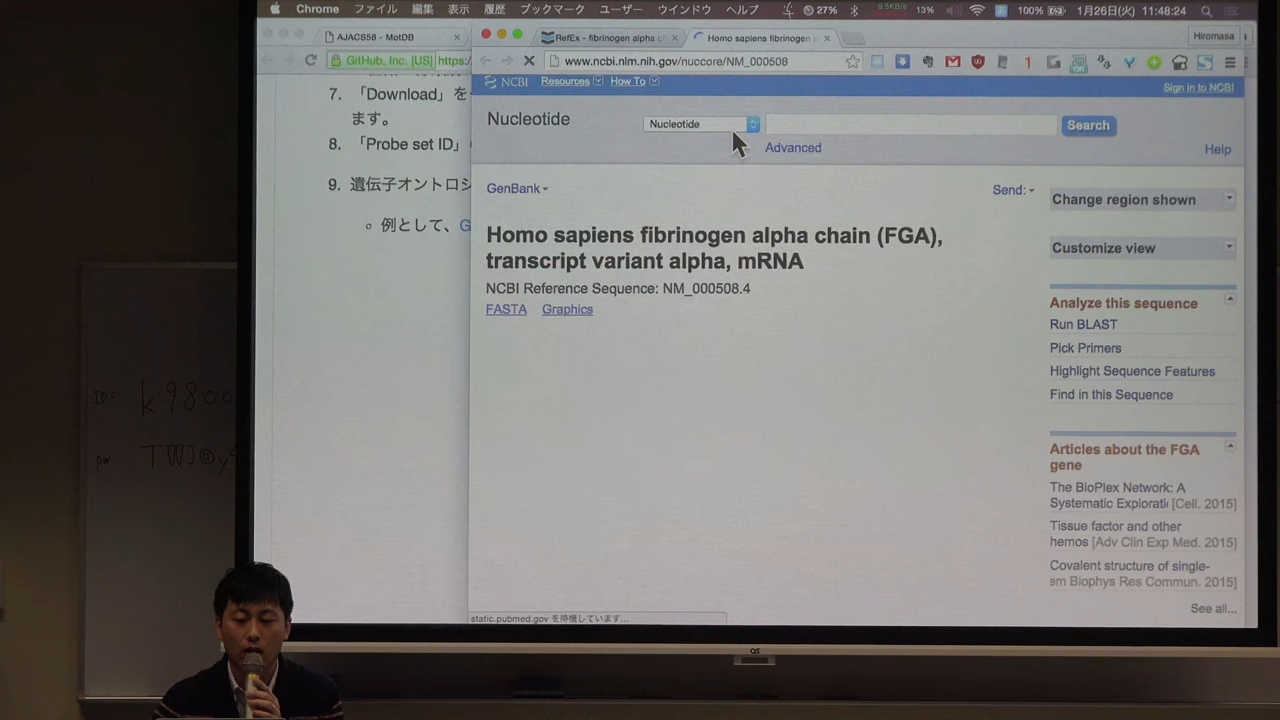 Chrome ファイル 編集 表示 履歴 ブックマーク ユーザー ウインドウ ヘルプ 27% 9.5KB/s 13% 100% 1月26日(火) 11:48:24
AJACS58 - MotDB
RefEx - fibrinogen alpha c
Homo sapiens fibrinogen
Hiromasa
GitHub, Inc. [US] https:/
www.ncbi.nlm.nih.gov/nuccore/NM_000508
7. 「Download」を
ます。
8. 「Probe set ID」
9. 遺伝子オントロジ
例として、G
NCBI Resources How To Sign in to NCBI
Nucleotide Nucleotide Search
Advanced Help
GenBank Send:
Homo sapiens fibrinogen alpha chain (FGA),
transcript variant alpha, mRNA
NCBI Reference Sequence: NM_000508.4
FASTA Graphics
Change region shown
Customize view
Analyze this sequence
Run BLAST
Pick Primers
Highlight Sequence Features
Find in this Sequence
Articles about the FGA
gene
The BioPlex Network: A
Systematic Explorati [Cell. 2015]
Tissue factor and other
hemos [Adv Clin Exp Med. 2015]
Covalent structure of single-
em Biophys Res Commun. 2015]
See all...
static.pubmed.gov を待機しています...
ID: k9800
pw: TWJ@y
OS